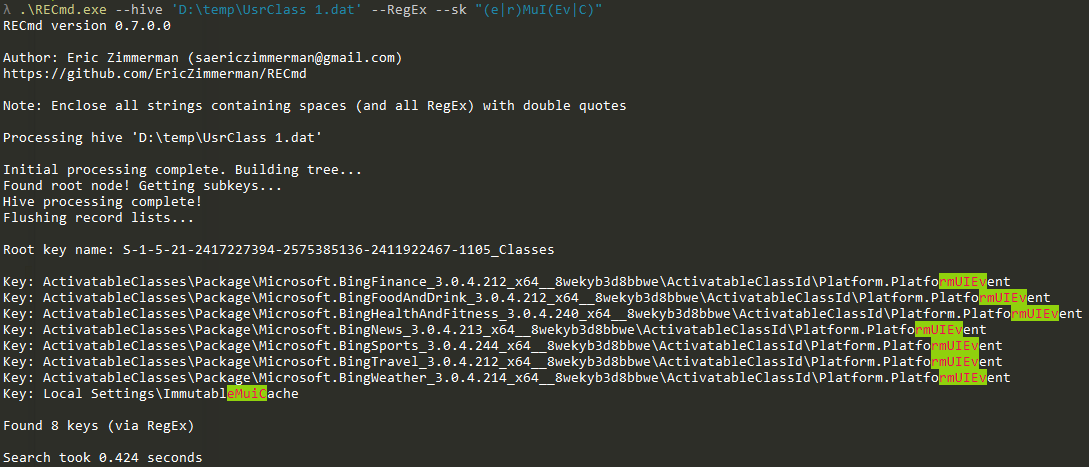 λ .\RECmd.exe --hive 'D:\temp\UsrClass 1.dat' --RegEx --sk "(e|r)MuI(Ev|C)"
RECmd version 0.7.0.0
Author: Eric Zimmerman (saericzimmerman@gmail.com)
https://github.com/EricZimmerman/RECmd
Note: Enclose all strings containing spaces (and all RegEx) with double quotes
Processing hive 'D:\temp\UsrClass 1.dat'
Initial processing complete. Building tree...
Found root node! Getting subkeys...
Hive processing complete!
Flushing record lists...
Root key name: S-1-5-21-2417227394-2575385136-2411922467-1105_Classes
Key: ActivatableClasses\Package\Microsoft.BingFinance_3.0.4.212_x64__8wekyb3d8bbwe\ActivatableClassId\Platform.PlatformUIEvent
Key: ActivatableClasses\Package\Microsoft.BingFoodAndDrink_3.0.4.212_x64__8wekyb3d8bbwe\ActivatableClassId\Platform.PlatformUIEvent
Key: ActivatableClasses\Package\Microsoft.BingHealthAndFitness_3.0.4.240_x64__8wekyb3d8bbwe\ActivatableClassId\Platform.PlatformUIEvent
Key: ActivatableClasses\Package\Microsoft.BingNews_3.0.4.213_x64__8wekyb3d8bbwe\ActivatableClassId\Platform.PlatformUIEvent
Key: ActivatableClasses\Package\Microsoft.BingSports_3.0.4.244_x64__8wekyb3d8bbwe\ActivatableClassId\Platform.PlatformUIEvent
Key: ActivatableClasses\Package\Microsoft.BingTravel_3.0.4.212_x64__8wekyb3d8bbwe\ActivatableClassId\Platform.PlatformUIEvent
Key: ActivatableClasses\Package\Microsoft.BingWeather_3.0.4.214_x64__8wekyb3d8bbwe\ActivatableClassId\Platform.PlatformUIEvent
Key: Local Settings\ImmutableMuiCache
Found 8 keys (via RegEx)
Search took 0.424 seconds